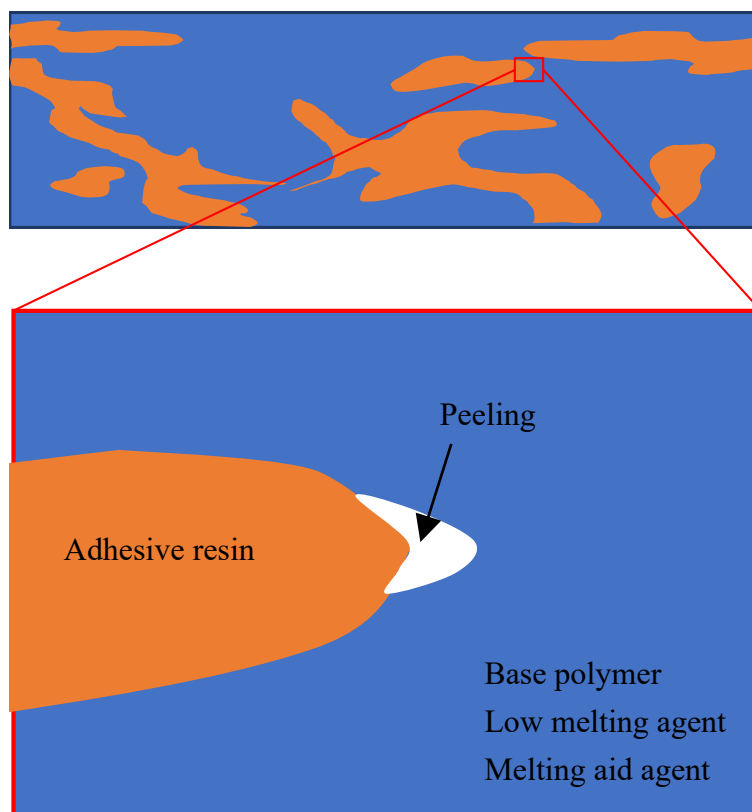 Peeling
Adhesive resin
Base polymer
Low melting agent
Melting aid agent